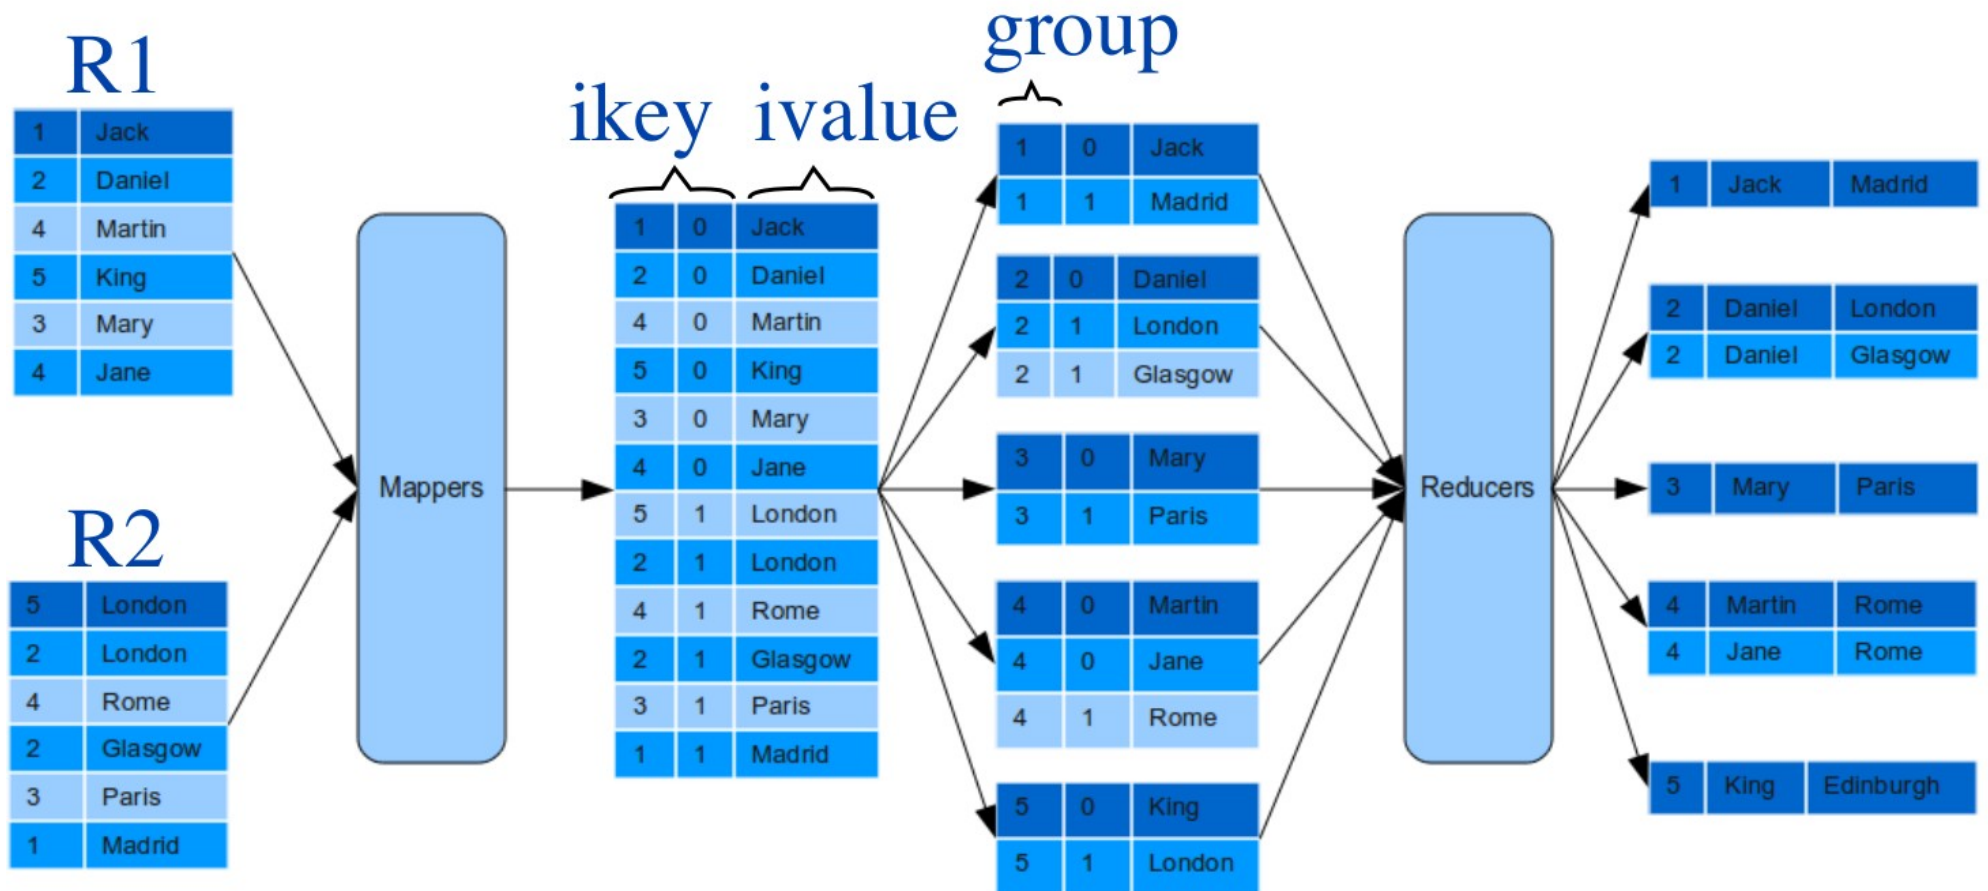 R1
1 Jack
2 Daniel
4 Martin
5 King
3 Mary
4 Jane
R2
5 London
2 London
4 Rome
2 Glasgow
3 Paris
1 Madrid
Mappers
ikey ivalue
1 0 Jack
2 0 Daniel
4 0 Martin
5 0 King
3 0 Mary
4 0 Jane
5 1 London
2 1 London
4 1 Rome
2 1 Glasgow
3 1 Paris
1 1 Madrid
group
1 0 Jack
1 1 Madrid
2 0 Daniel
2 1 London
2 1 Glasgow
3 0 Mary
3 1 Paris
4 0 Martin
4 0 Jane
4 1 Rome
5 0 King
5 1 London
Reducers
1 Jack Madrid
2 Daniel London
2 Daniel Glasgow
3 Mary Paris
4 Martin Rome
4 Jane Rome
5 King Edinburgh